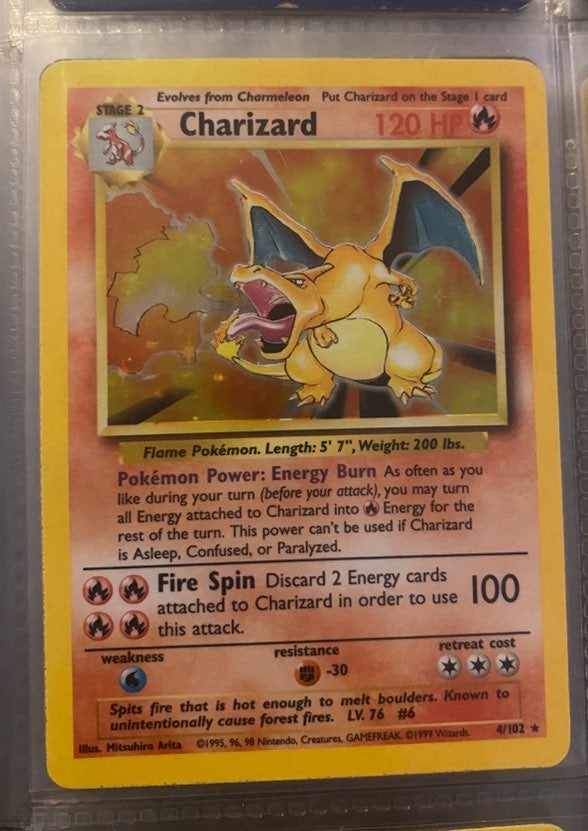 Evolves from Charmeleon Put Charizard on the Stage 1 card
STAGE 2
Charizard 120 HP
Flame Pokémon. Length: 5' 7", Weight: 200 lbs.
Pokémon Power: Energy Burn As often as you
like during your turn (before your attack), you may turn
all Energy attached to Charizard into Energy for the
rest of the turn. This power can't be used if Charizard
is Asleep, Confused, or Paralyzed.
Fire Spin Discard 2 Energy cards
attached to Charizard in order to use 100
this attack.
weakness resistance retreat cost
-30
Spits fire that is hot enough to melt boulders. Known to
unintentionally cause forest fires. LV. 76 #6
Illus. Mitsuhiro Arita ©1995, 96, 98 Nintendo, Creatures, GAMEFREAK. ©1999 Wizards. 4/102 ★